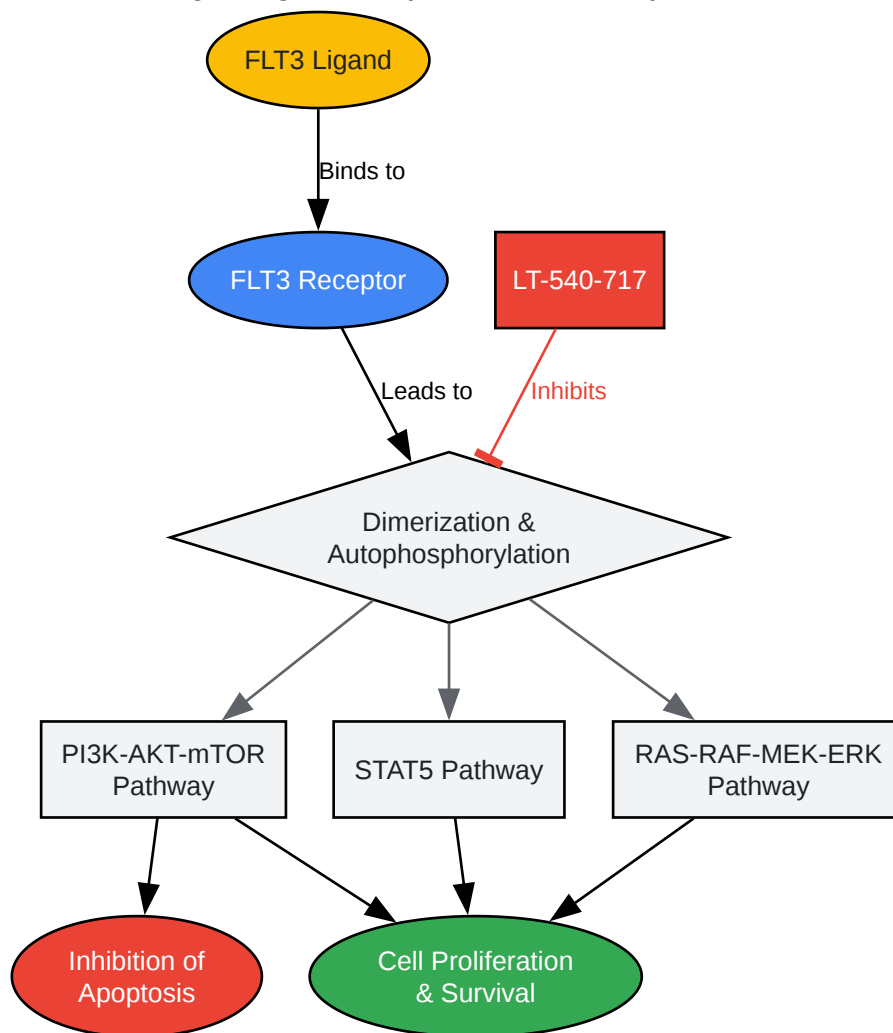 FLT3 Ligand
Binds to
FLT3 Receptor
LT-540-717
Leads to
Inhibits
Dimerization &
Autophosphorylation
PI3K-AKT-mTOR
Pathway
STAT5 Pathway
RAS-RAF-MEK-ERK
Pathway
Inhibition of
Apoptosis
Cell Proliferation
& Survival